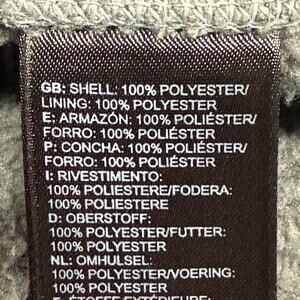 GB: SHELL: 100% POLYESTER/
LINING: 100% POLYESTER
E: ARMAZÓN: 100% POLIÉSTER/
FORRO: 100% POLIÉSTER
P: CONCHA: 100% POLIÉSTER/
FORRO: 100% POLIÉSTER
I: RIVESTIMENTO:
100% POLIESTERE/FODERA:
100% POLIESTERE
D: OBERSTOFF:
100% POLYESTER/FUTTER:
100% POLYESTER
NL: OMHULSEL:
100% POLYESTER/VOERING:
100% POLYESTER
F: ÉTOFFE EXTÉRIEURE: